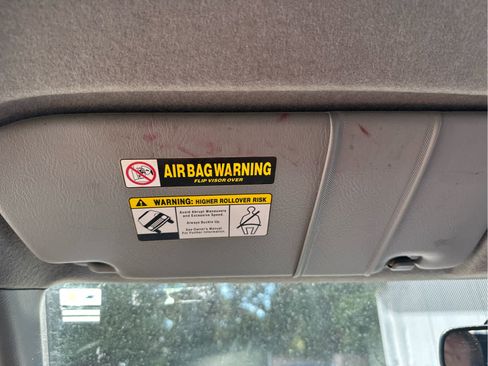 AIR BAG WARNING
FLIP VISOR OVER
WARNING: HIGHER ROLLOVER RISK
Avoid Abrupt Maneuvers
and Excessive Speed.
Always Buckle Up.
See Owner's Manual
For Further Information.